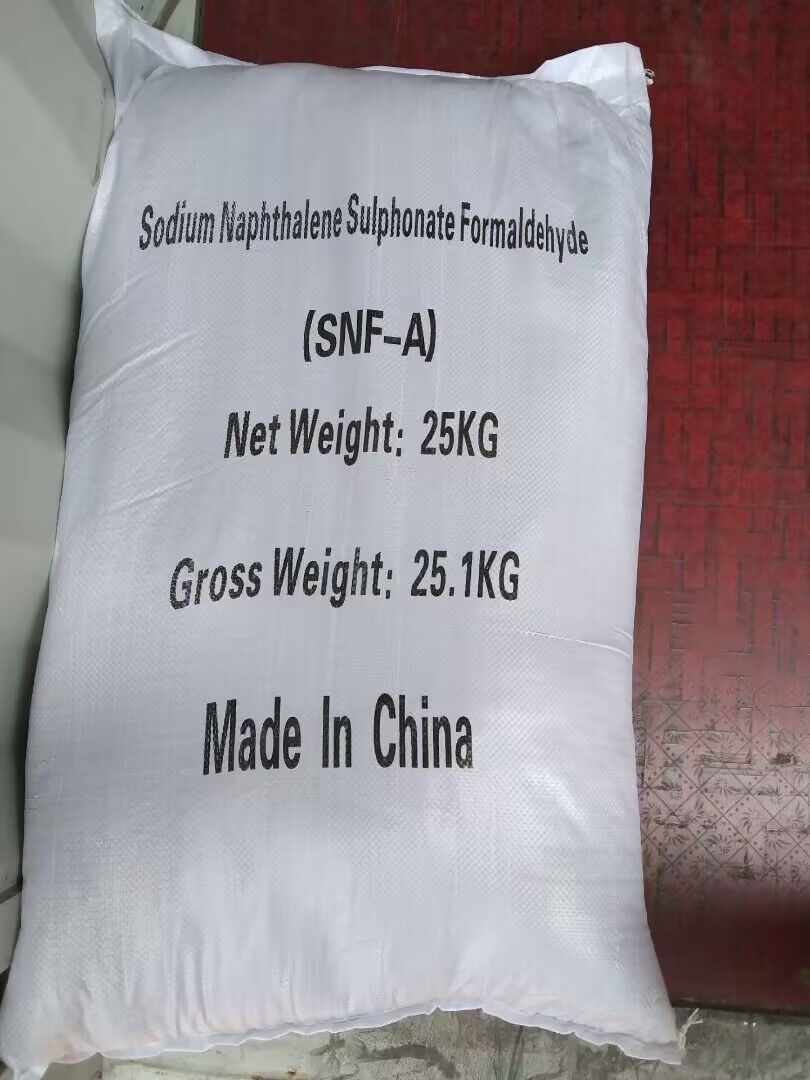 Sodium Naphthalene Sulphonate Formaldehyde
(SNF-A)
Net Weight: 25KG
Gross Weight: 25.1KG
Made In China